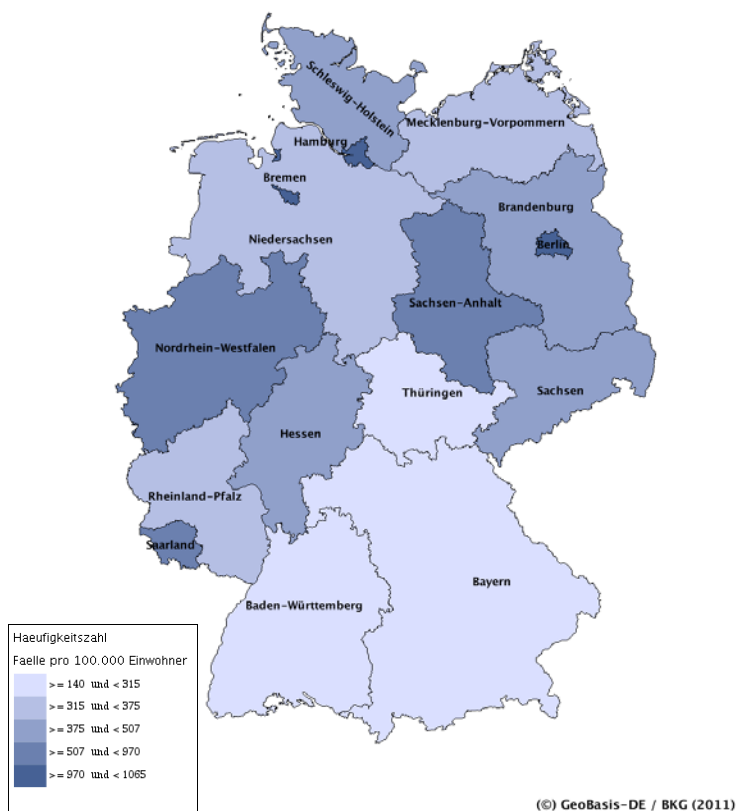 Schleswig-Holstein
Mecklenburg-Vorpommern
Hamburg
Bremen
Brandenburg
Niedersachsen
Berlin
Sachsen-Anhalt
Nordrhein-Westfalen
Thüringen
Sachsen
Hessen
Rheinland-Pfalz
Saarland
Bayern
Baden-Württemberg
Haeufigkeitszahl
Faelle pro 100.000 Einwohner
>= 140 und < 315
>= 315 und < 375
>= 375 und < 507
>= 507 und < 970
>= 970 und < 1065
(©) GeoBasis-DE / BKG (2011)